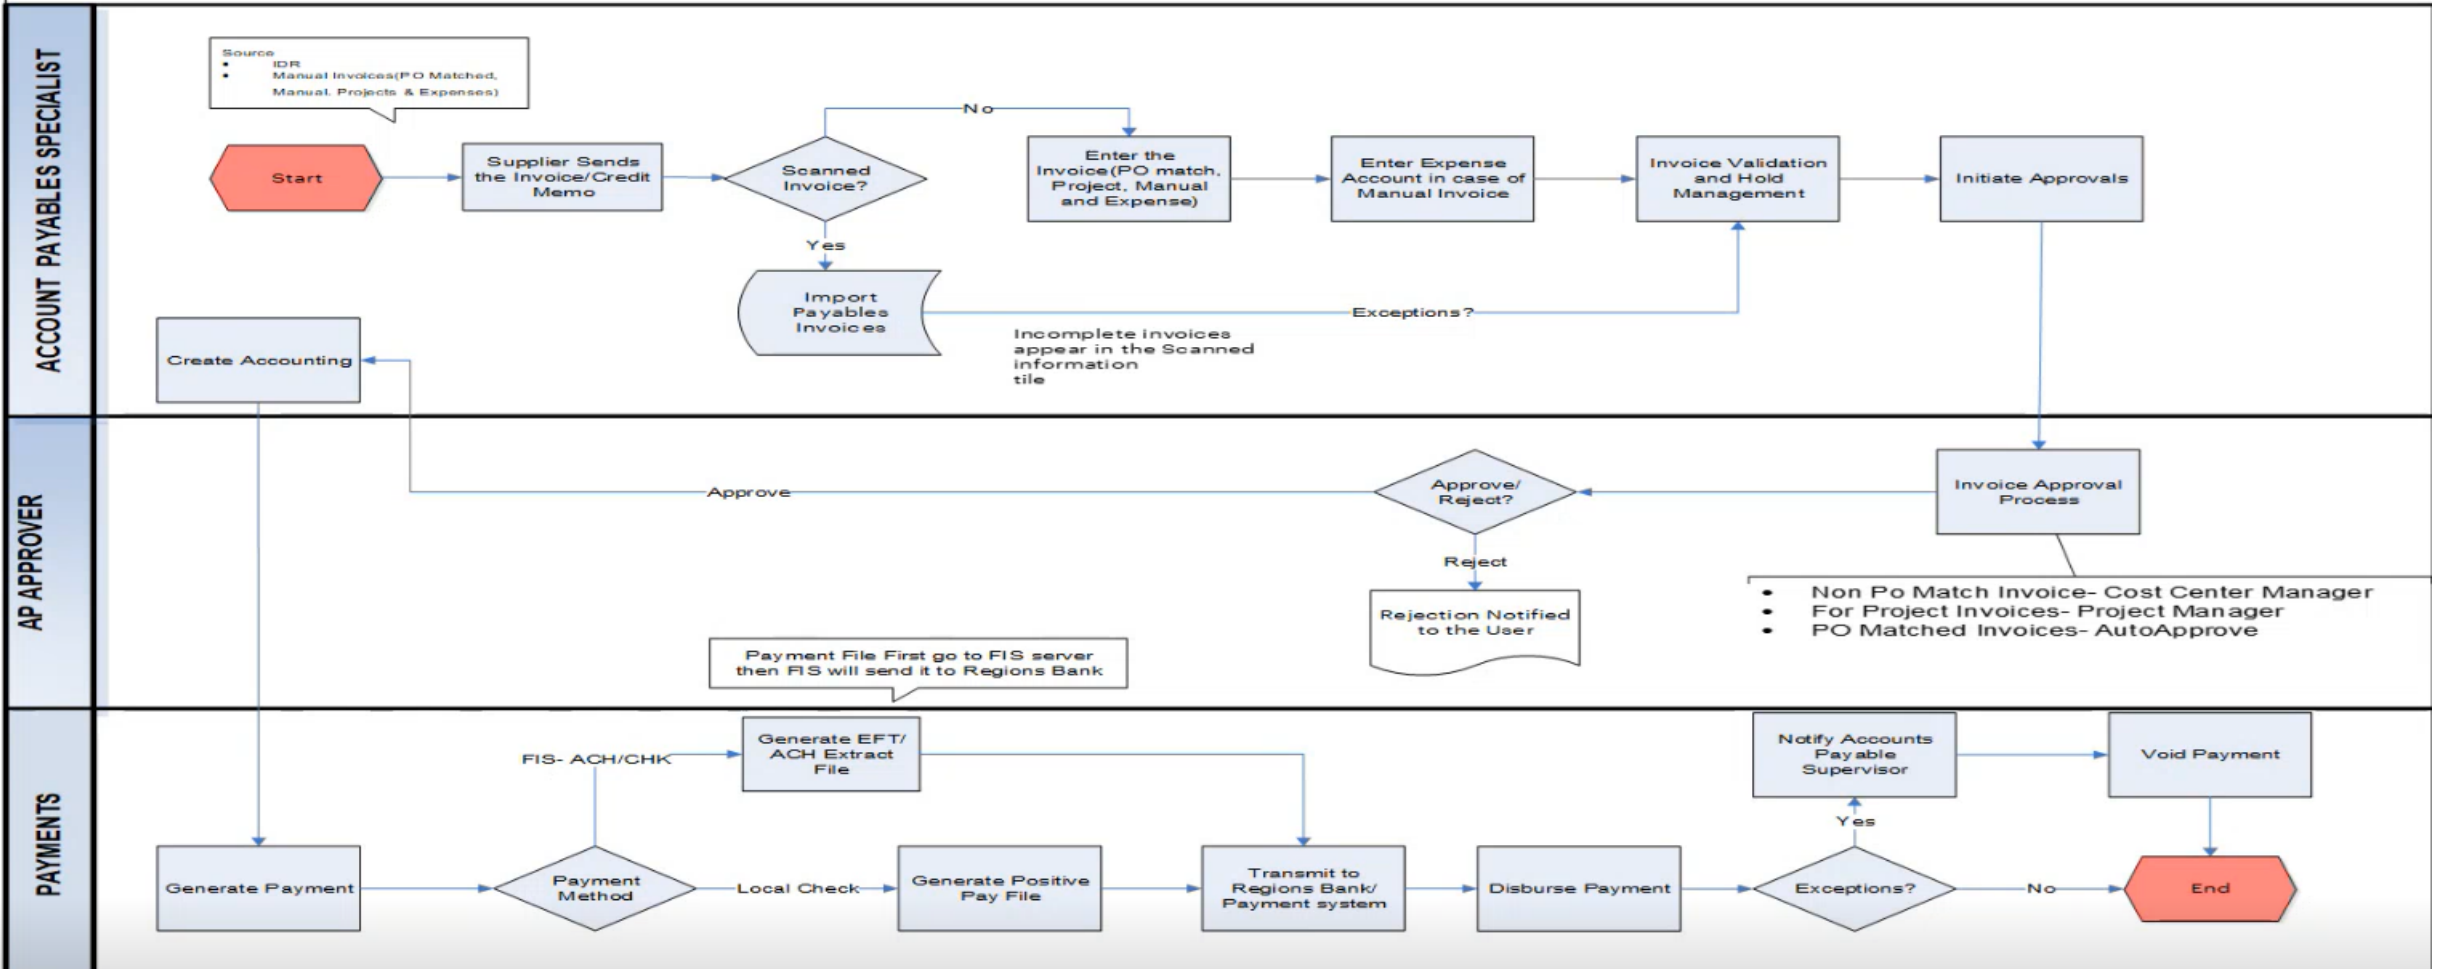 ACCOUNT PAYABLES SPECIALIST
Source
• IDR
• Manual Invoices(PO Matched,
Manual, Projects & Expenses)
Start
Supplier Sends
the Invoice/Credit
Memo
Scanned
Invoice?
No
Yes
Enter the
Invoice(PO match,
Project, Manual
and Expense)
Enter Expense
Account in case of
Manual Invoice
Invoice Validation
and Hold
Management
Initiate Approvals
Import
Payables
Invoices
Exceptions?
Incomplete invoices
appear in the Scanned
information
tile
Create Accounting
AP APPROVER
Approve
Approve/
Reject?
Invoice Approval
Process
Reject
Rejection Notified
to the User
• Non Po Match Invoice- Cost Center Manager
• For Project Invoices- Project Manager
• PO Matched Invoices- AutoApprove
Payment File First go to FIS server
then FIS will send it to Regions Bank
PAYMENTS
Generate Payment
Payment
Method
FIS- ACH/CHK
Generate EFT/
ACH Extract
File
Local Check
Generate Positive
Pay File
Transmit to
Regions Bank/
Payment system
Disburse Payment
Exceptions?
Yes
Notify Accounts
Payable
Supervisor
Void Payment
No
End